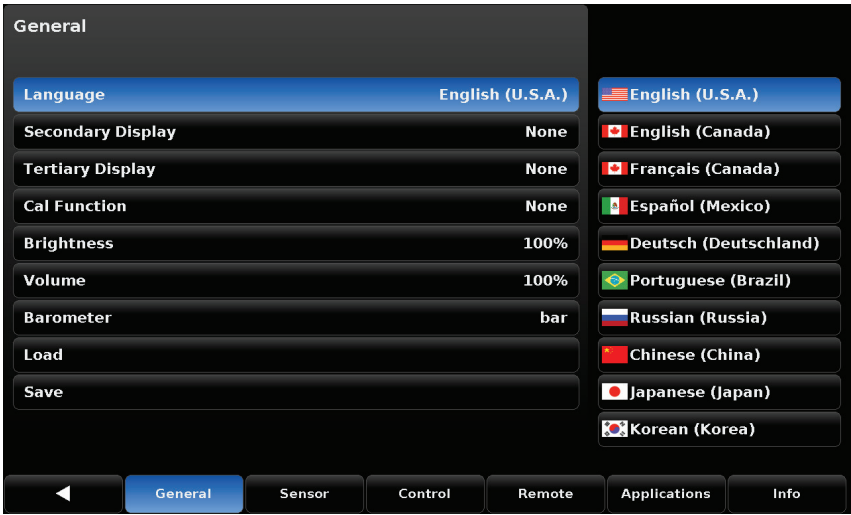 General
Language English (U.S.A.)
Secondary Display None
Tertiary Display None
Cal Function None
Brightness 100%
Volume 100%
Barometer bar
Load
Save
English (U.S.A.)
English (Canada)
Français (Canada)
Español (Mexico)
Deutsch (Deutschland)
Portuguese (Brazil)
Russian (Russia)
Chinese (China)
Japanese (Japan)
Korean (Korea)
General Sensor Control Remote Applications Info